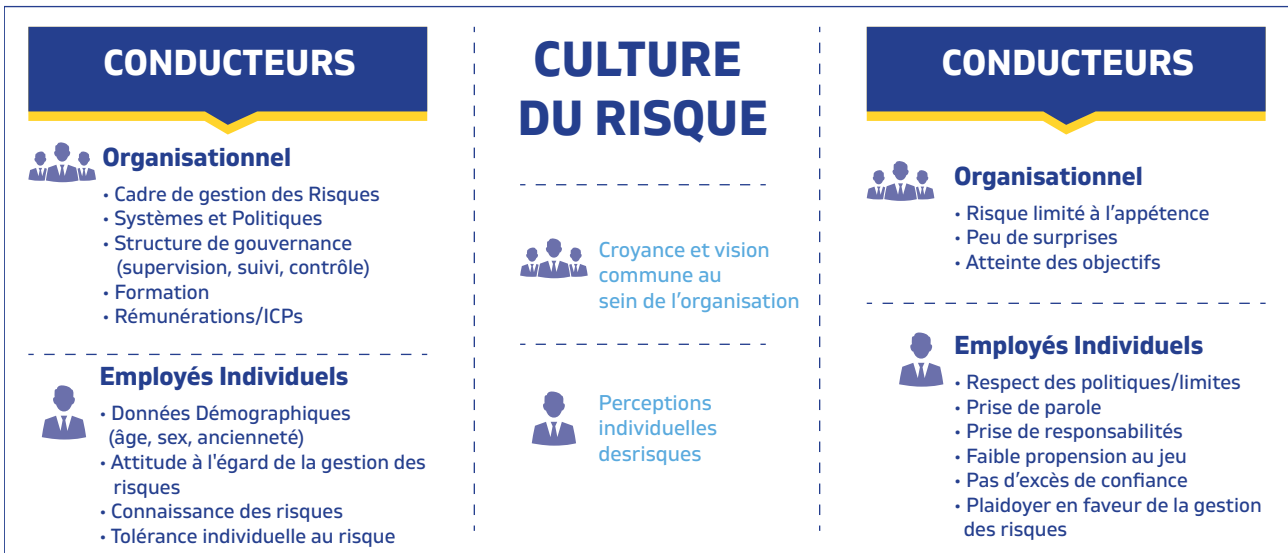 CONDUCTEURS
Organisationnel
• Cadre de gestion des Risques
• Systèmes et Politiques
• Structure de gouvernance
(supervision, suivi, contrôle)
• Formation
• Rémunérations/ICPs
Employés Individuels
• Données Démographiques
(âge, sex, ancienneté)
• Attitude à l'égard de la gestion des
risques
• Connaissance des risques
• Tolérance individuelle au risque
CULTURE
DU RISQUE
Croyance et vision
commune au
sein de l’organisation
Perceptions
individuelles
desrisques
CONDUCTEURS
Organisationnel
• Risque limité à l’appétence
• Peu de surprises
• Atteinte des objectifs
Employés Individuels
• Respect des politiques/limites
• Prise de parole
• Prise de responsabilités
• Faible propension au jeu
• Pas d’excès de confiance
• Plaidoyer en faveur de la gestion
des risques